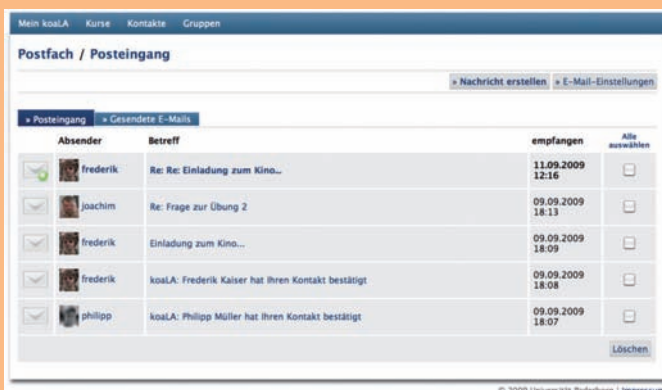 Mein koaLA Kurse Kontakte Gruppen
Postfach / Posteingang
» Nachricht erstellen » E-Mail-Einstellungen
» Posteingang » Gesendete E-Mails
Absender Betreff empfangen Alle auswählen
frederik Re: Re: Einladung zum Kino... 11.09.2009 12:16
joachim Re: Frage zur Übung 2 09.09.2009 18:13
frederik Einladung zum Kino... 09.09.2009 18:09
frederik koaLA: Frederik Kaiser hat Ihren Kontakt bestätigt 09.09.2009 18:08
philipp koaLA: Philipp Müller hat Ihren Kontakt bestätigt 09.09.2009 18:07
Löschen
© 2009 Universität Paderborn |